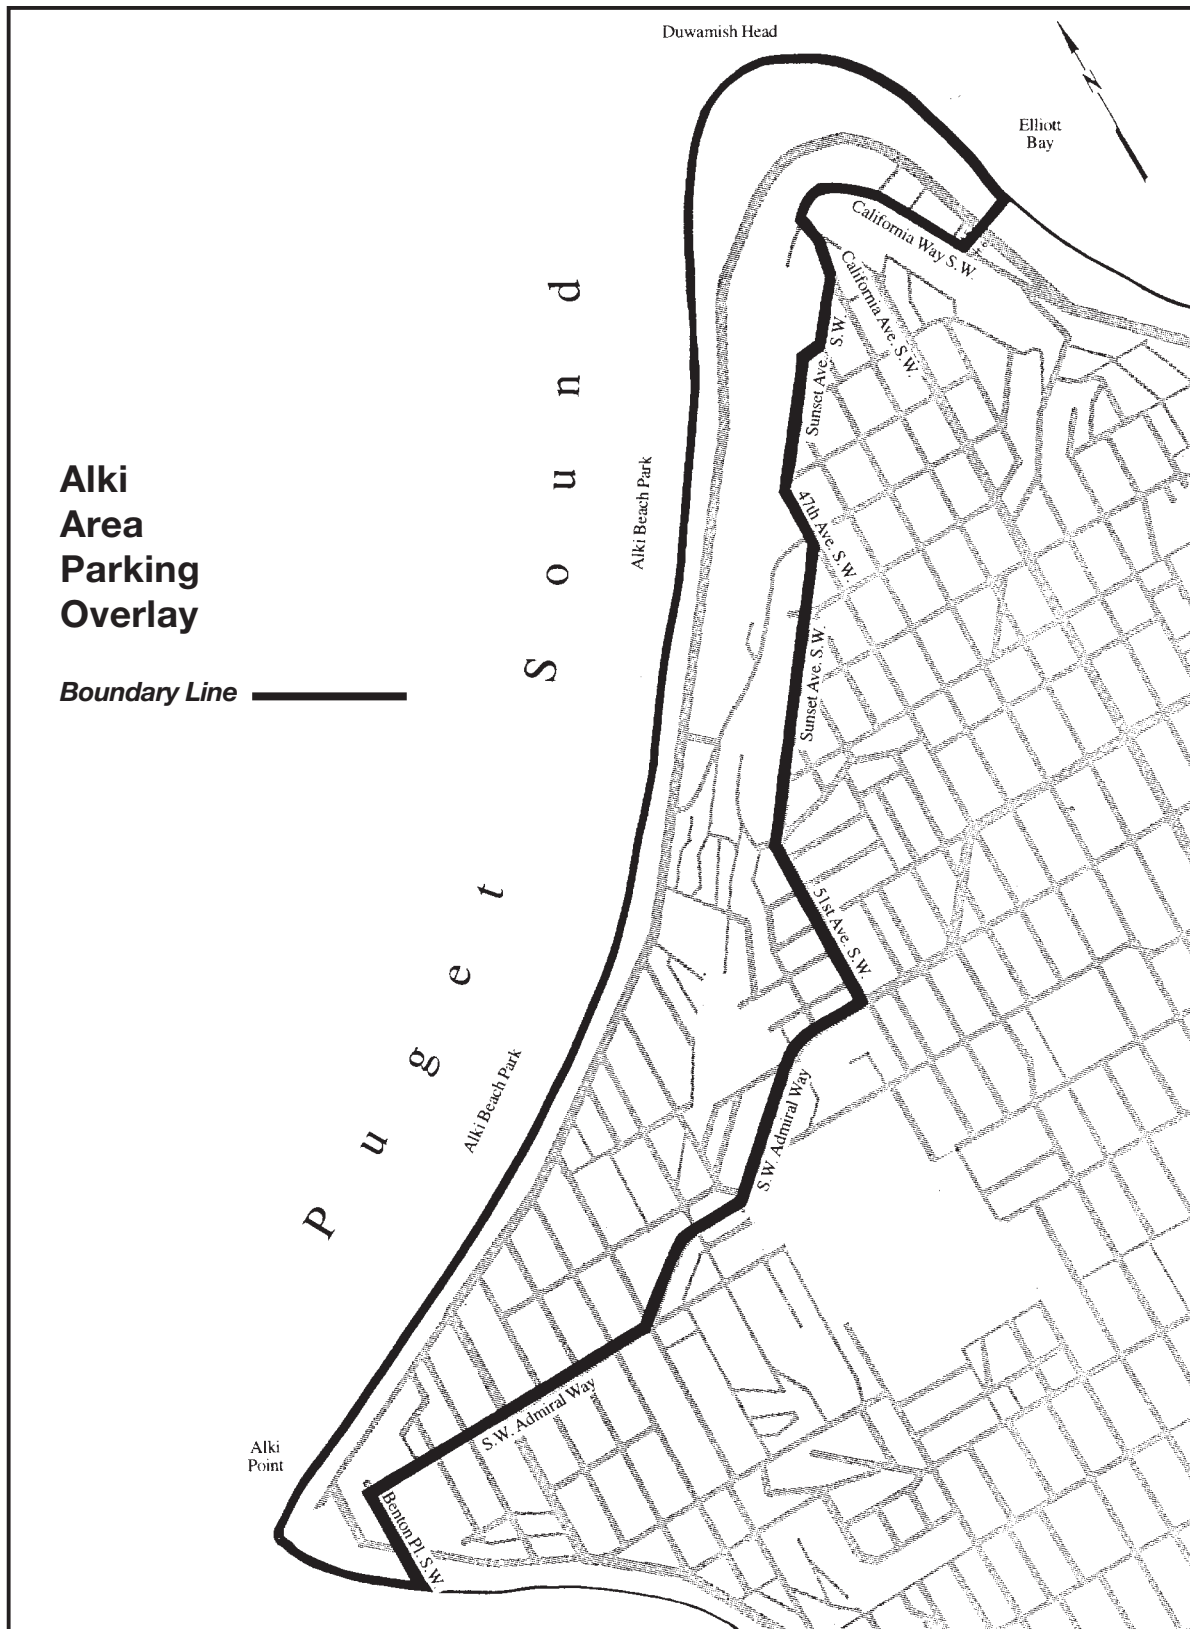 Duwamish Head
N
Elliott
Bay
California Way S.W.
California Ave. S.W.
Sunset Ave. S.W.
Alki
Area
Parking
Overlay
Boundary Line
Alki Beach Park
47th Ave. S.W.
Sunset Ave. S.W.
Puget Sound
51st Ave. S.W.
Alki Beach Park
S.W. Admiral Way
S.W. Admiral Way
Alki
Point
Benton Pl. S.W.